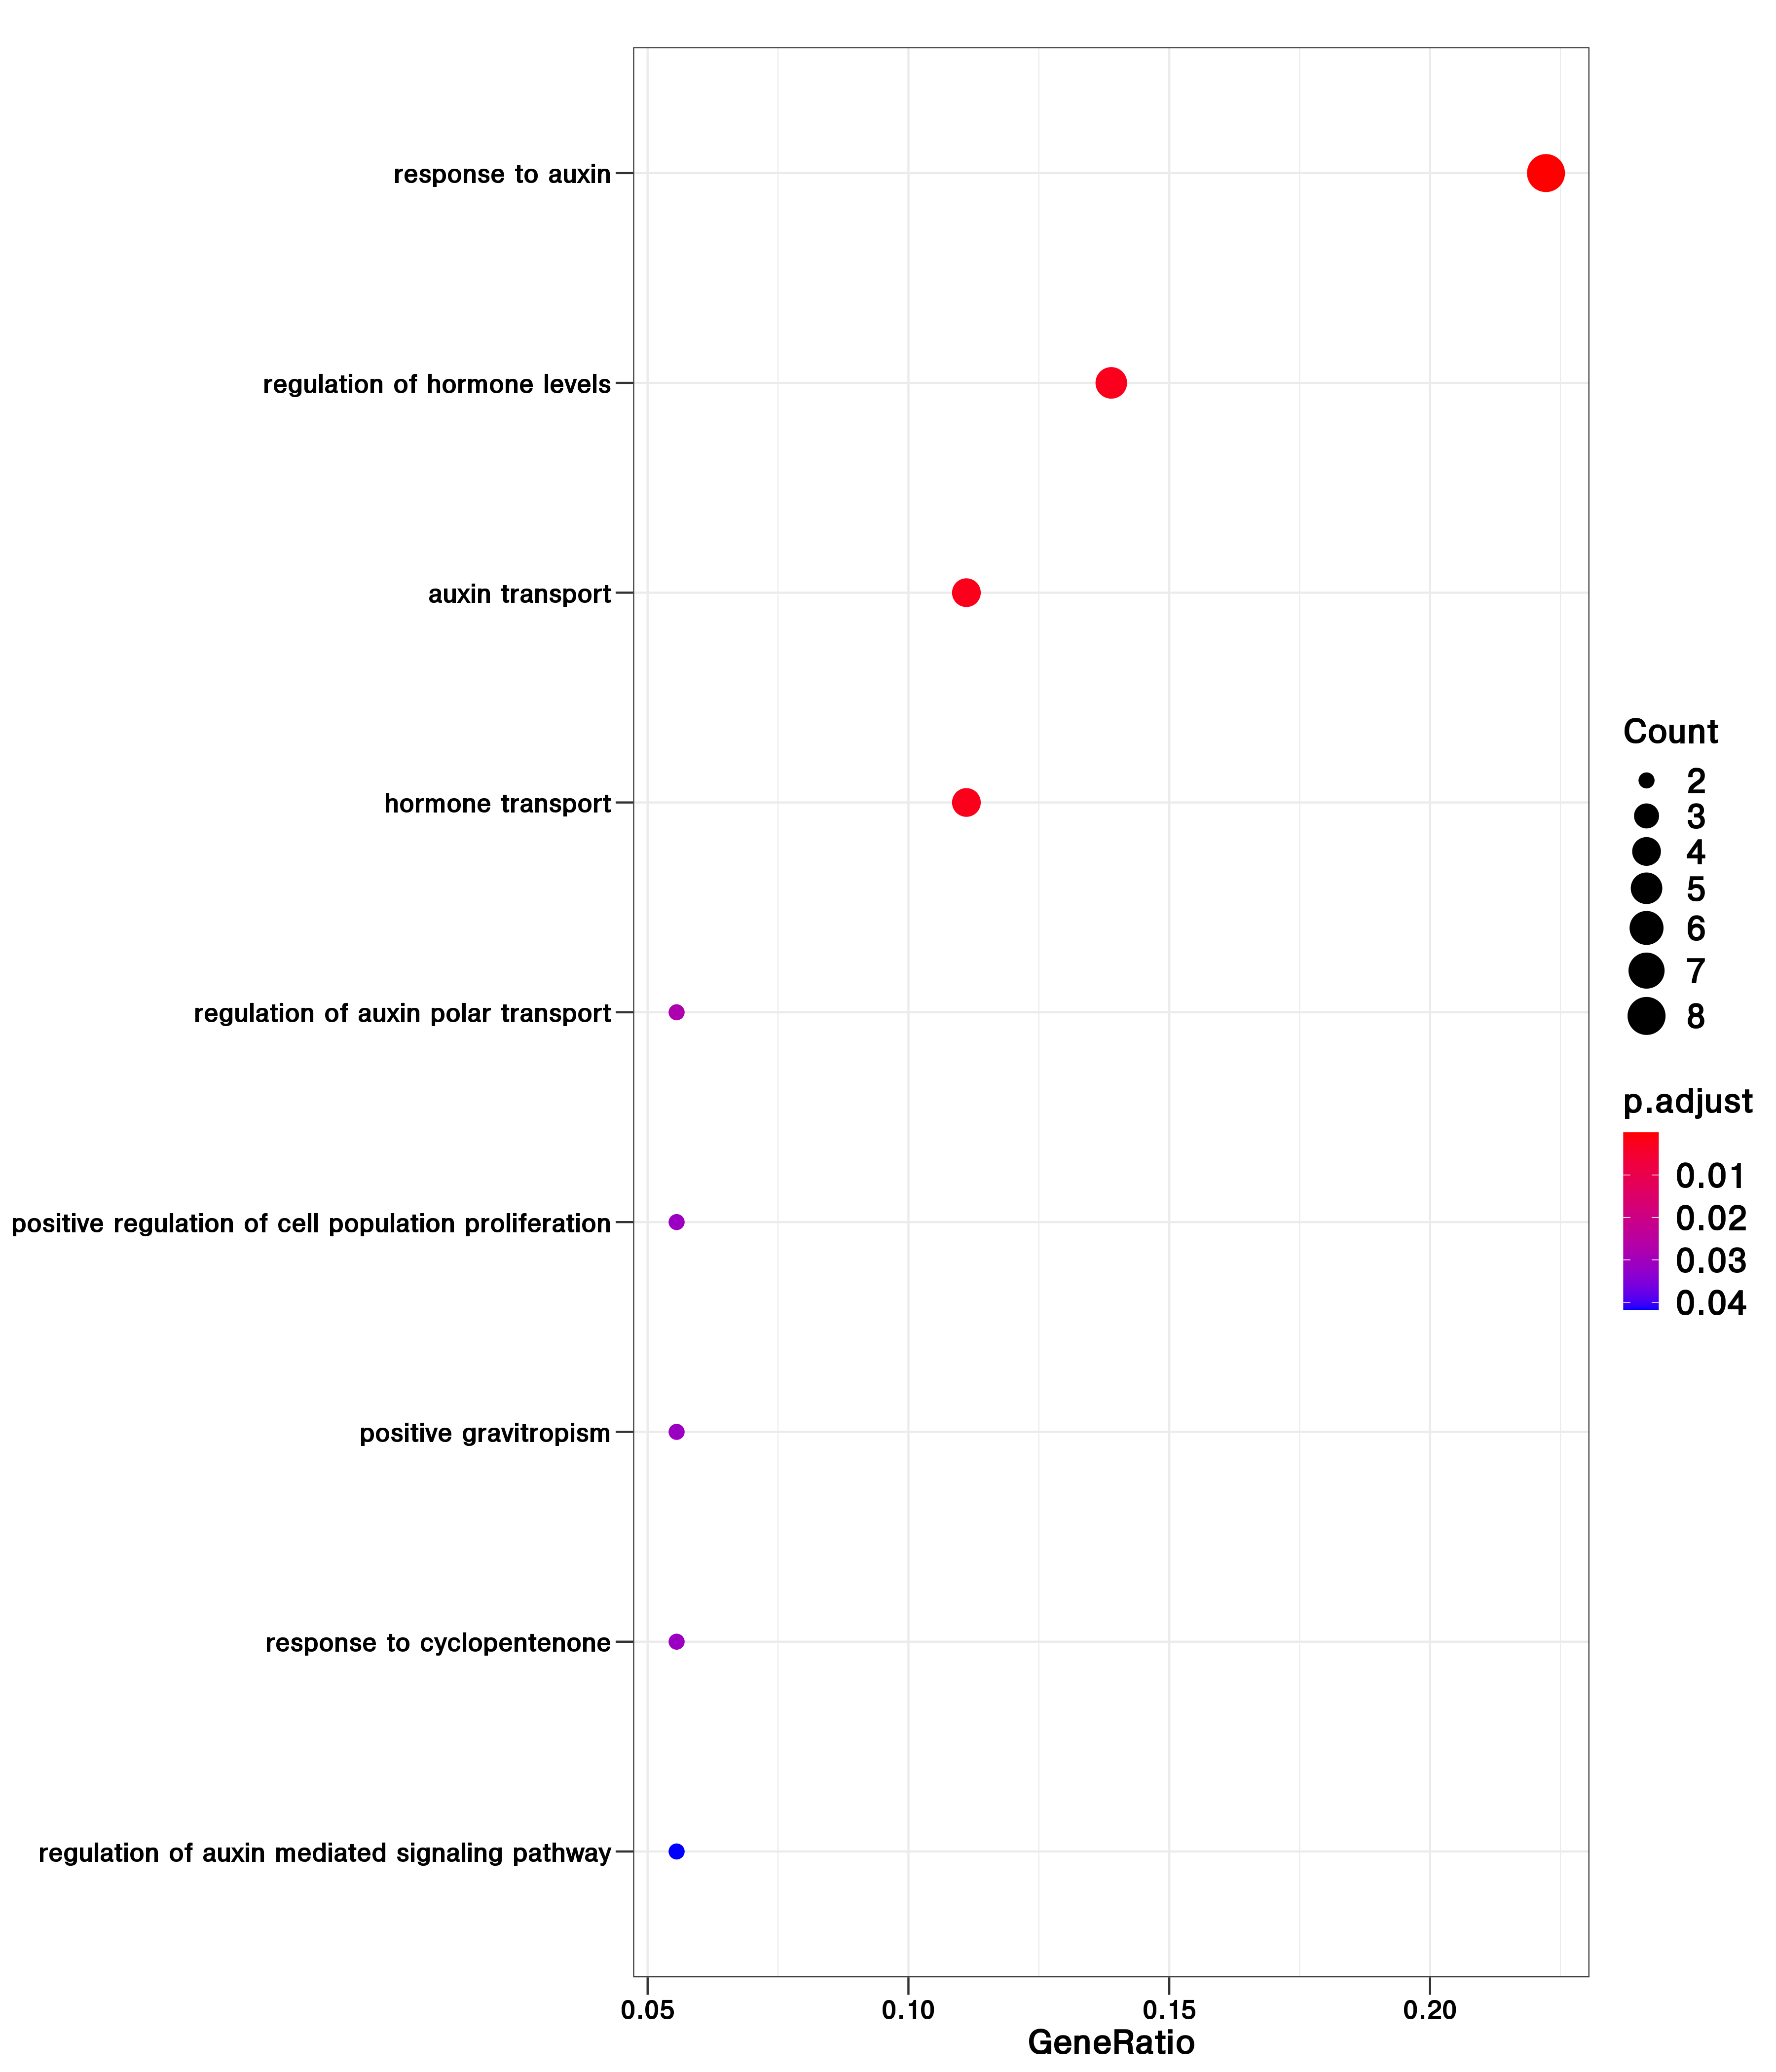 response to auxin
regulation of hormone levels
auxin transport
hormone transport
regulation of auxin polar transport
positive regulation of cell population proliferation
positive gravitropism
response to cyclopentenone
regulation of auxin mediated signaling pathway
0.05 0.10 0.15 0.20
GeneRatio
Count
2
3
4
5
6
7
8
p.adjust
0.01
0.02
0.03
0.04